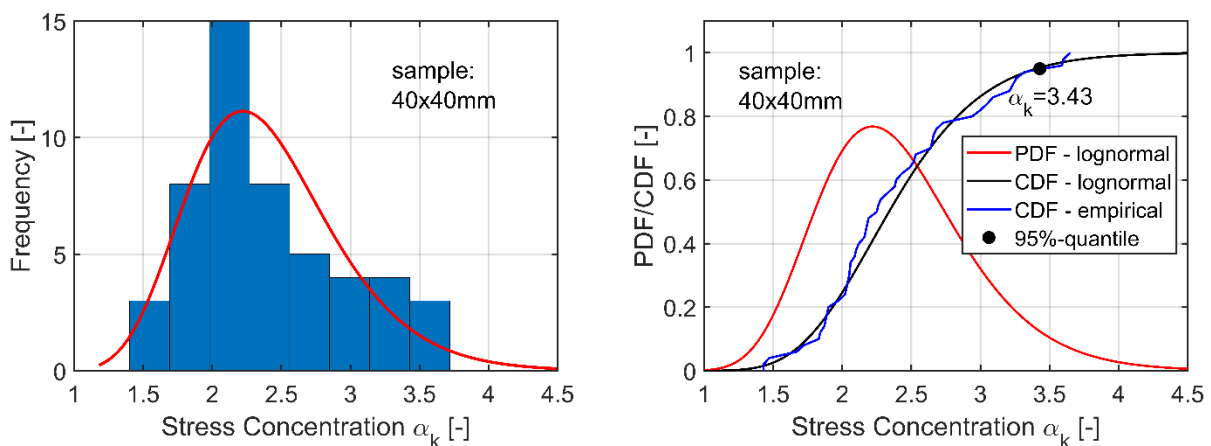 15
10
5
0
Frequency [-]
sample:
40x40mm
1 1.5 2 2.5 3 3.5 4 4.5
Stress Concentration αk [-]
1
0.8
0.6
0.4
0.2
0
PDF/CDF [-]
sample:
40x40mm
αk=3.43
PDF - lognormal
CDF - lognormal
CDF - empirical
95%-quantile
1 1.5 2 2.5 3 3.5 4 4.5
Stress Concentration αk [-]